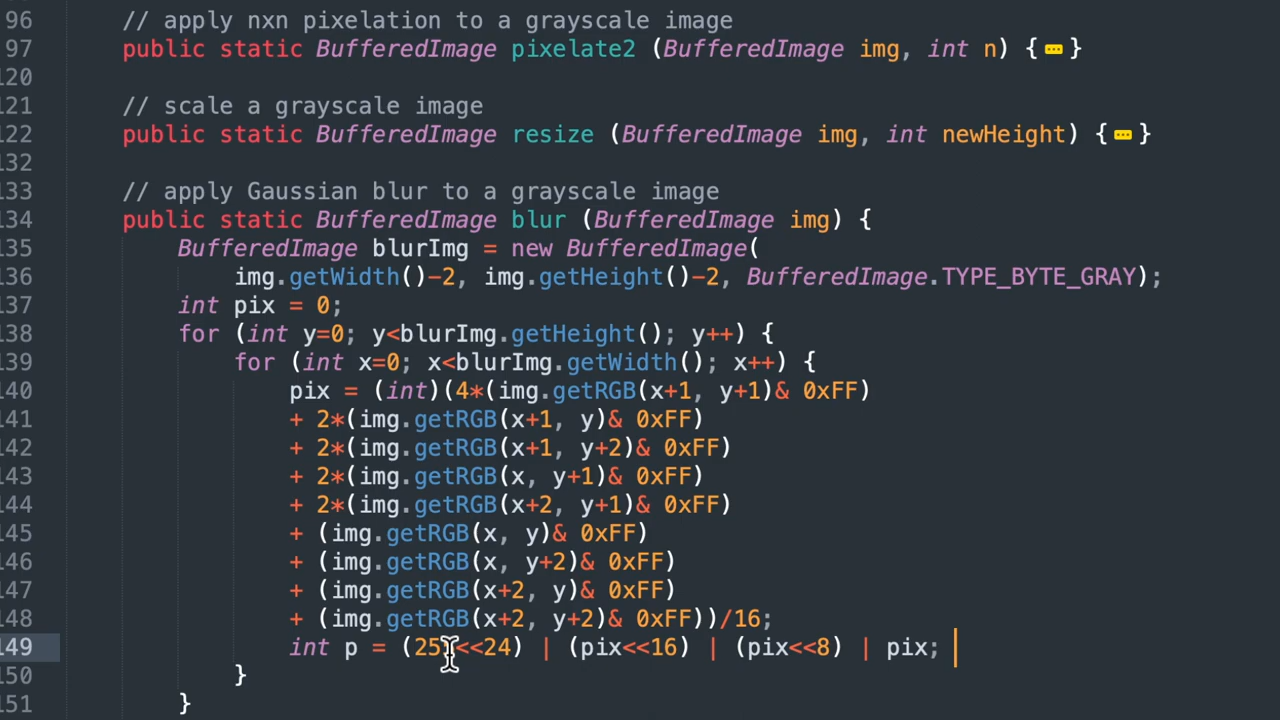 96 // apply nxn pixelation to a grayscale image
97 public static BufferedImage pixelate2 (BufferedImage img, int n) {…}
120
121 // scale a grayscale image
122 public static BufferedImage resize (BufferedImage img, int newHeight) {…}
132
133 // apply Gaussian blur to a grayscale image
134 public static BufferedImage blur (BufferedImage img) {
135 BufferedImage blurImg = new BufferedImage(
136 img.getWidth()-2, img.getHeight()-2, BufferedImage.TYPE_BYTE_GRAY);
137 int pix = 0;
138 for (int y=0; y<blurImg.getHeight(); y++) {
139 for (int x=0; x<blurImg.getWidth(); x++) {
140 pix = (int)(4*(img.getRGB(x+1, y+1)& 0xFF)
141 + 2*(img.getRGB(x+1, y)& 0xFF)
142 + 2*(img.getRGB(x+1, y+2)& 0xFF)
143 + 2*(img.getRGB(x, y+1)& 0xFF)
144 + 2*(img.getRGB(x+2, y+1)& 0xFF)
145 + (img.getRGB(x, y)& 0xFF)
146 + (img.getRGB(x, y+2)& 0xFF)
147 + (img.getRGB(x+2, y)& 0xFF)
148 + (img.getRGB(x+2, y+2)& 0xFF))/16;
149 int p = (255<<24) | (pix<<16) | (pix<<8) | pix;
150 }
151 }